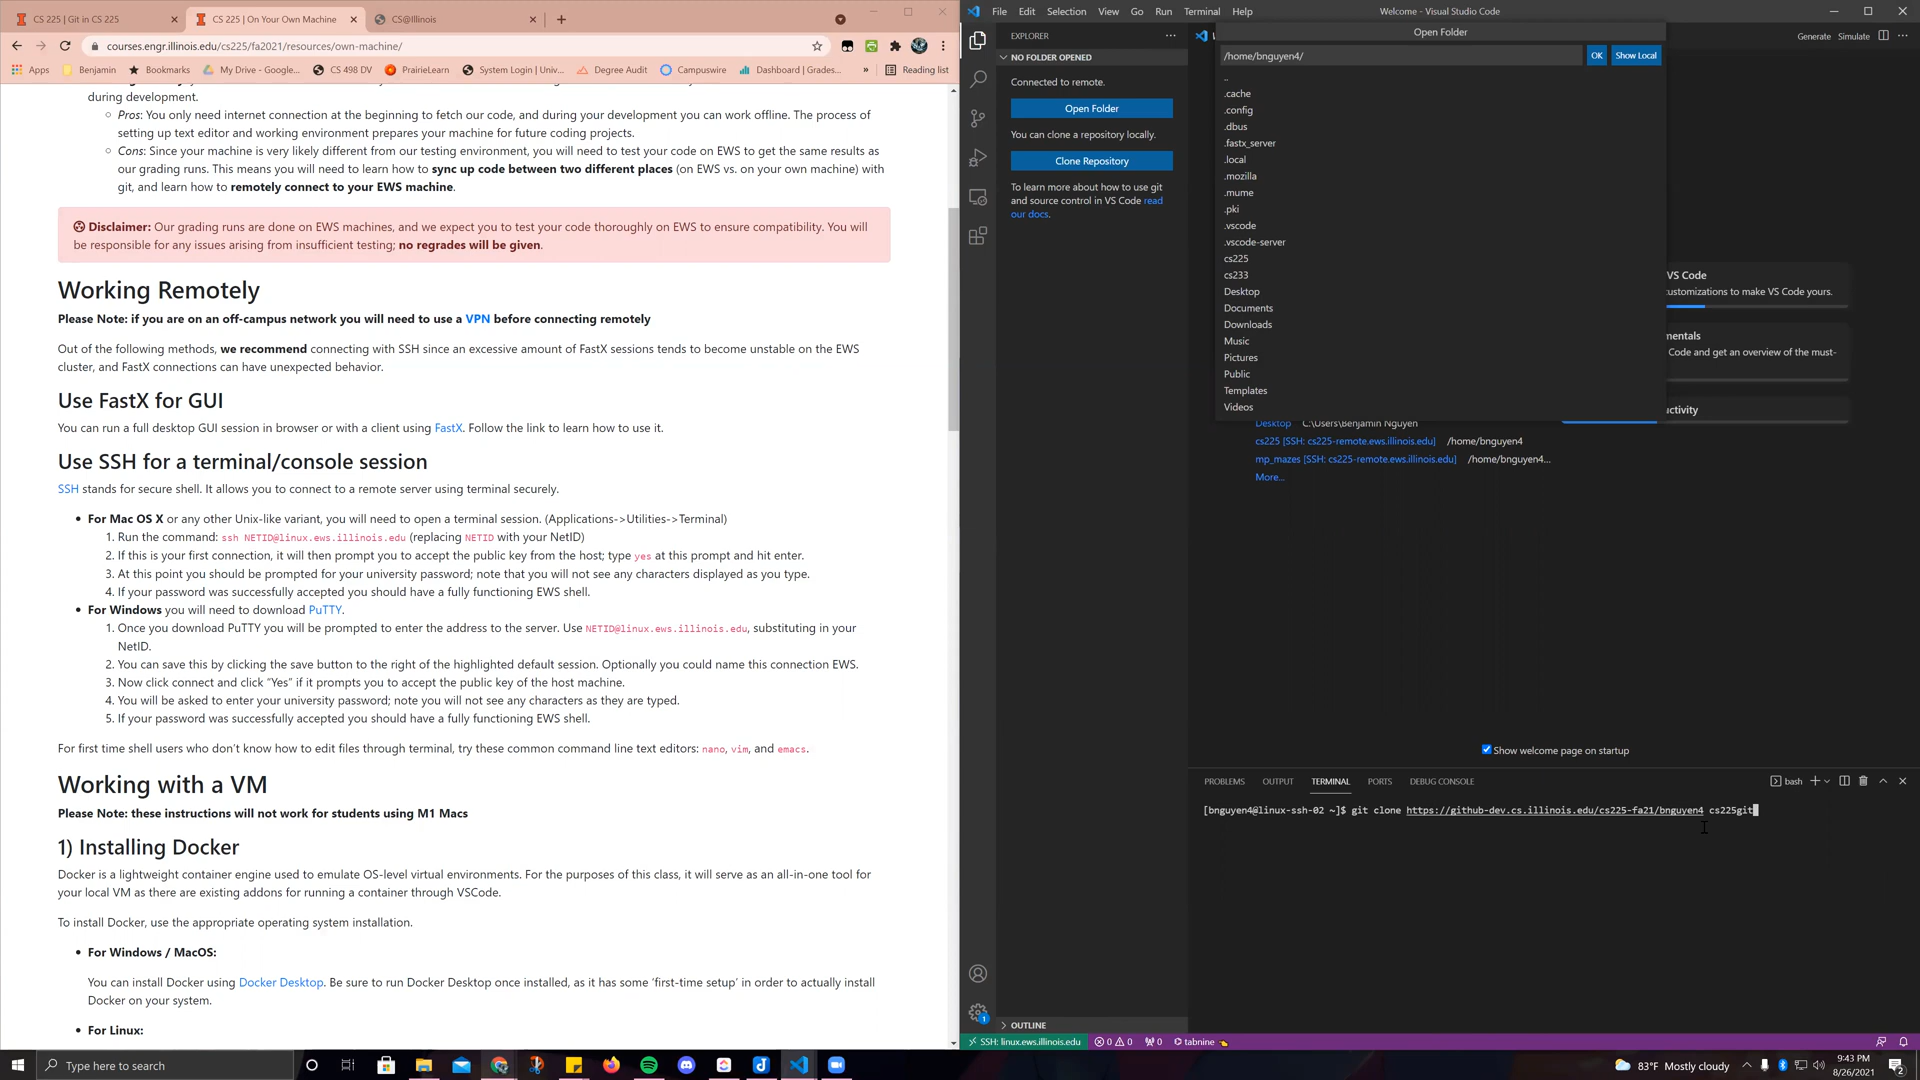 CS 225 | Git in CS 225
CS 225 | On Your Own Machine
CS@Illinois
courses.engr.illinois.edu/cs225/fa2021/resources/own-machine/
Apps
Benjamin
Bookmarks
My Drive - Google...
CS 498 DV
PrairieLearn
System Login | Univ...
Degree Audit
Campuswire
Dashboard | Grades...
»
Reading list
during development.
Pros: You only need internet connection at the beginning to fetch our code, and during your development you can work offline. The process of
setting up text editor and working environment prepares your machine for future coding projects.
Cons: Since your machine is very likely different from our testing environment, you will need to test your code on EWS to get the same results as
our grading runs. This means you will need to learn how to sync up code between two different places (on EWS vs. on your own machine) with
git, and learn how to remotely connect to your EWS machine.
Disclaimer: Our grading runs are done on EWS machines, and we expect you to test your code thoroughly on EWS to ensure compatibility. You will
be responsible for any issues arising from insufficient testing; no regrades will be given.
Working Remotely
Please Note: if you are on an off-campus network you will need to use a VPN before connecting remotely
Out of the following methods, we recommend connecting with SSH since an excessive amount of FastX sessions tends to become unstable on the EWS
cluster, and FastX connections can have unexpected behavior.
Use FastX for GUI
You can run a full desktop GUI session in browser or with a client using FastX. Follow the link to learn how to use it.
Use SSH for a terminal/console session
SSH stands for secure shell. It allows you to connect to a remote server using terminal securely.
For Mac OS X or any other Unix-like variant, you will need to open a terminal session. (Applications->Utilities->Terminal)
1. Run the command: ssh NETID@linux.ews.illinois.edu (replacing NETID with your NetID)
2. If this is your first connection, it will then prompt you to accept the public key from the host; type yes at this prompt and hit enter.
3. At this point you should be prompted for your university password; note that you will not see any characters displayed as you type.
4. If your password was successfully accepted you should have a fully functioning EWS shell.
For Windows you will need to download PuTTY.
1. Once you download PuTTY you will be prompted to enter the address to the server. Use NETID@linux.ews.illinois.edu, substituting in your
NetID.
2. You can save this by clicking the save button to the right of the highlighted default session. Optionally you could name this connection EWS.
3. Now click connect and click “Yes” if it prompts you to accept the public key of the host machine.
4. You will be asked to enter your university password; note you will not see any characters as they are typed.
5. If your password was successfully accepted you should have a fully functioning EWS shell.
For first time shell users who don’t know how to edit files through terminal, try these common command line text editors: nano, vim, and emacs.
Working with a VM
Please Note: these instructions will not work for students using M1 Macs
1) Installing Docker
Docker is a lightweight container engine used to emulate OS-level virtual environments. For the purposes of this class, it will serve as an all-in-one tool for
your local VM as there are existing addons for running a container through VSCode.
To install Docker, use the appropriate operating system installation.
For Windows / MacOS:
You can install Docker using Docker Desktop. Be sure to run Docker Desktop once installed, as it has some ‘first-time setup’ in order to actually install
Docker on your system.
For Linux:
File Edit Selection View Go Run Terminal Help
Welcome - Visual Studio Code
EXPLORER
NO FOLDER OPENED
Connected to remote.
Open Folder
You can clone a repository locally.
Clone Repository
To learn more about how to use git
and source control in VS Code read
our docs.
OUTLINE
Generate Simulate
Open Folder
/home/bnguyen4/
OK
Show Local
..
.cache
.config
.dbus
.fastx_server
.local
.mozilla
.mume
.pki
.vscode
.vscode-server
cs225
cs233
Desktop
Documents
Downloads
Music
Pictures
Public
Templates
Videos
VS Code
customizations to make VS Code yours.
mentals
Code and get an overview of the must-
uctivity
Desktop C:\Users\Benjamin Nguyen
cs225 [SSH: cs225-remote.ews.illinois.edu] /home/bnguyen4
mp_mazes [SSH: cs225-remote.ews.illinois.edu] /home/bnguyen4...
More...
Show welcome page on startup
PROBLEMS OUTPUT TERMINAL PORTS DEBUG CONSOLE
bash
[bnguyen4@linux-ssh-02 ~]$ git clone https://github-dev.cs.illinois.edu/cs225-fa21/bnguyen4 cs225git
1
SSH: linux.ews.illinois.edu
0 0
0
tabnine
Type here to search
83°F Mostly cloudy
9:43 PM
8/26/2021
2